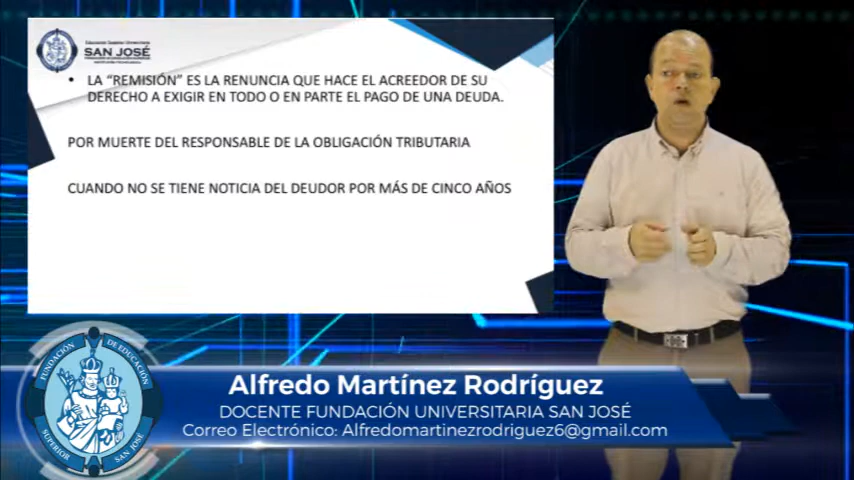 Educación Superior Universitaria
SAN JOSÉ
• LA “REMISIÓN” ES LA RENUNCIA QUE HACE EL ACREEDOR DE SU
DERECHO A EXIGIR EN TODO O EN PARTE EL PAGO DE UNA DEUDA.
POR MUERTE DEL RESPONSABLE DE LA OBLIGACIÓN TRIBUTARIA
CUANDO NO SE TIENE NOTICIA DEL DEUDOR POR MÁS DE CINCO AÑOS
FUNDACIÓN DE EDUCACIÓN
SUPERIOR SAN JOSÉ
Alfredo Martínez Rodríguez
DOCENTE FUNDACIÓN UNIVERSITARIA SAN JOSÉ
Correo Electrónico: Alfredomartinezrodriguez6@gmail.com